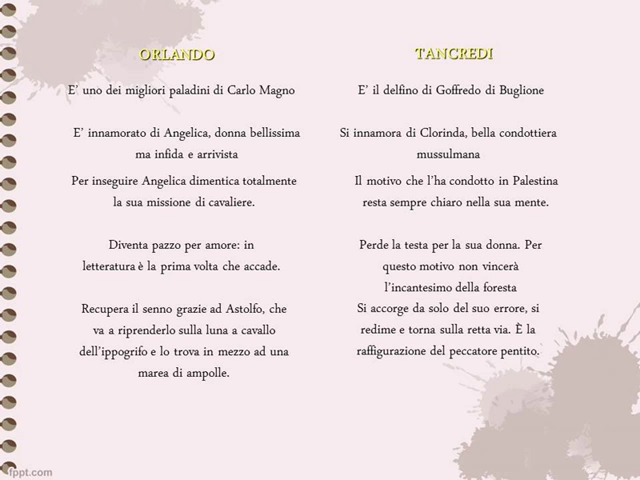 ORLANDO
E' uno dei migliori paladini di Carlo Magno
E' innamorato di Angelica, donna bellissima
ma infida e arrivista
Per inseguire Angelica dimentica totalmente
la sua missione di cavaliere.
Diventa pazzo per amore: in
letteratura è la prima volta che accade.
Recupera il senno grazie ad Astolfo, che
va a riprenderlo sulla luna a cavallo
dell'ippogrifo e lo trova in mezzo ad una
marea di ampolle.
TANCREDI
E' il delfino di Goffredo di Buglione
Si innamora di Clorinda, bella condottiera
mussulmana
Il motivo che l'ha condotto in Palestina
resta sempre chiaro nella sua mente.
Perde la testa per la sua donna. Per
questo motivo non vincerà
l'incantesimo della foresta
Si accorge da solo del suo errore, si
redime e torna sulla retta via. È la
raffigurazione del peccatore pentito.
fppt.com